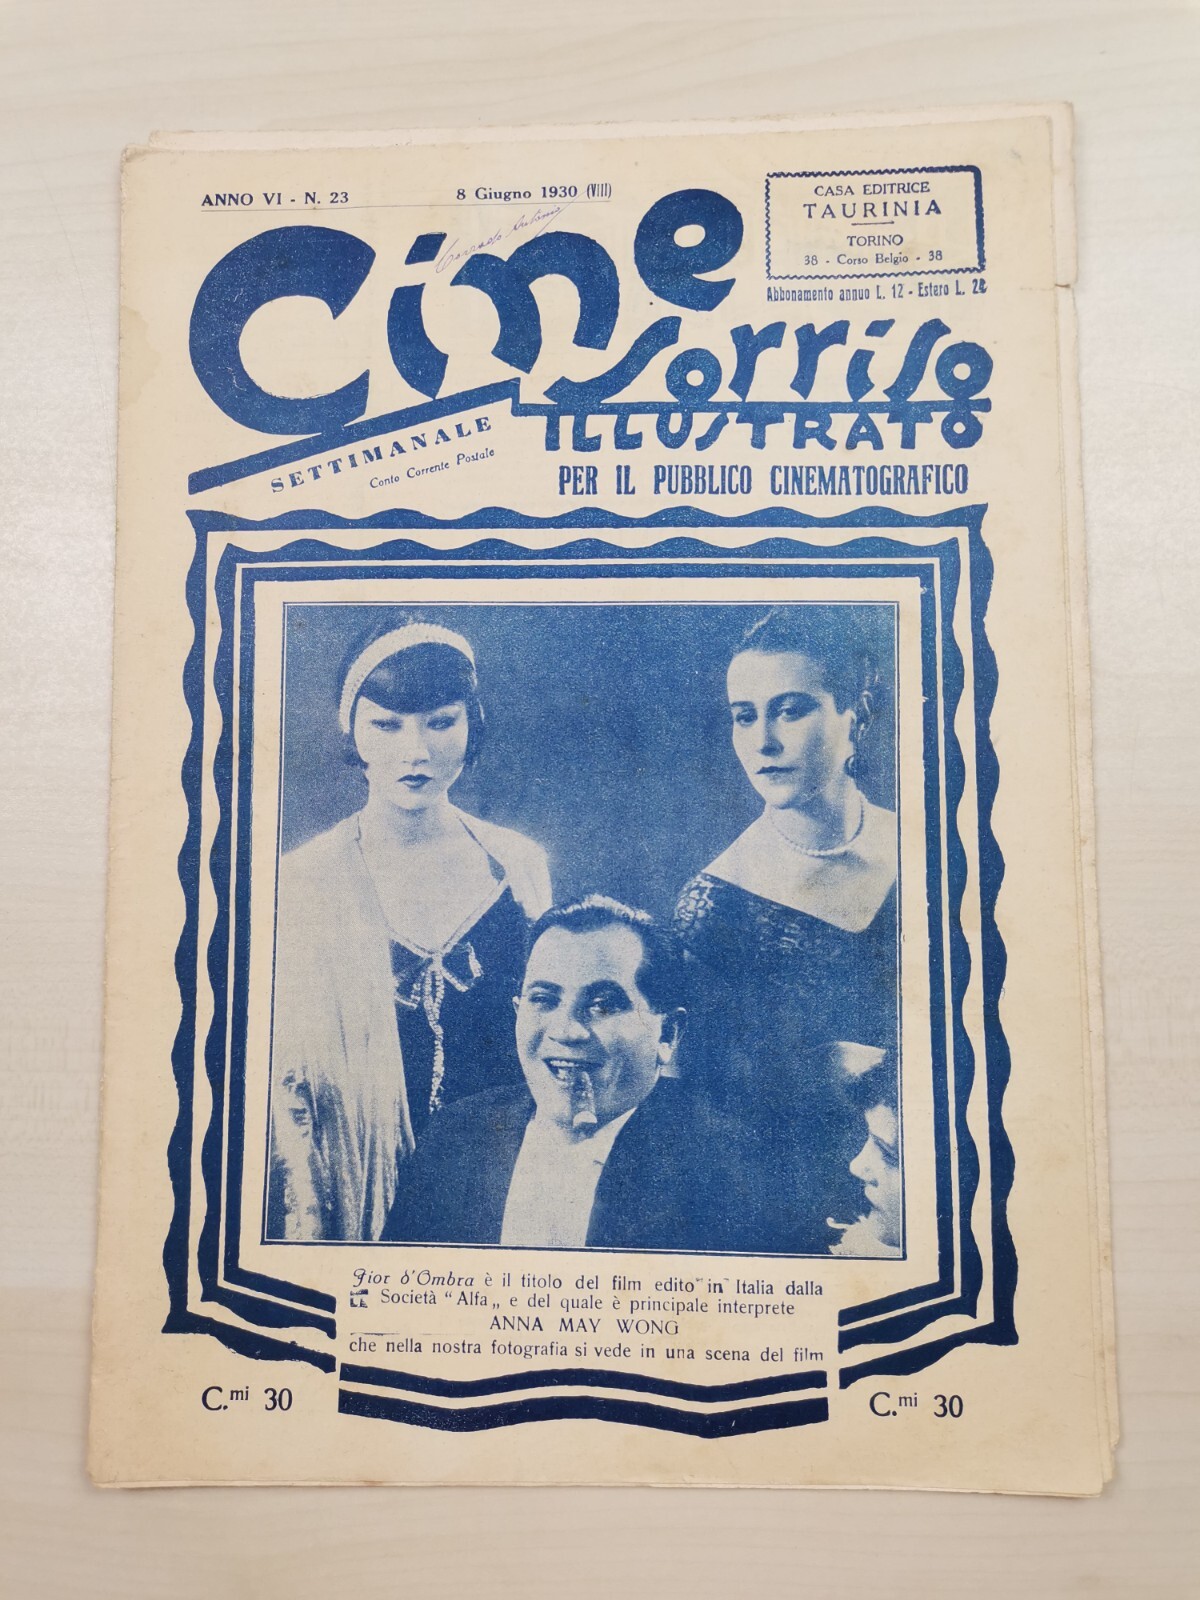 ANNO VI - N. 23
8 Giugno 1930 (VIII)
CASA EDITRICE
TAURINIA
TORINO
38 - Corso Belgio - 38
Abbonamento annuo L. 12 - Estero L. 24
Cine
Sorriso
ILLUSTRATO
SETTIMANALE
Conto Corrente Postale
PER IL PUBBLICO CINEMATOGRAFICO
Fior d'Ombra è il titolo del film edito in Italia dalla
Società "Alfa„ e del quale è principale interprete
ANNA MAY WONG
che nella nostra fotografia si vede in una scena del film
C.mi 30
C.mi 30